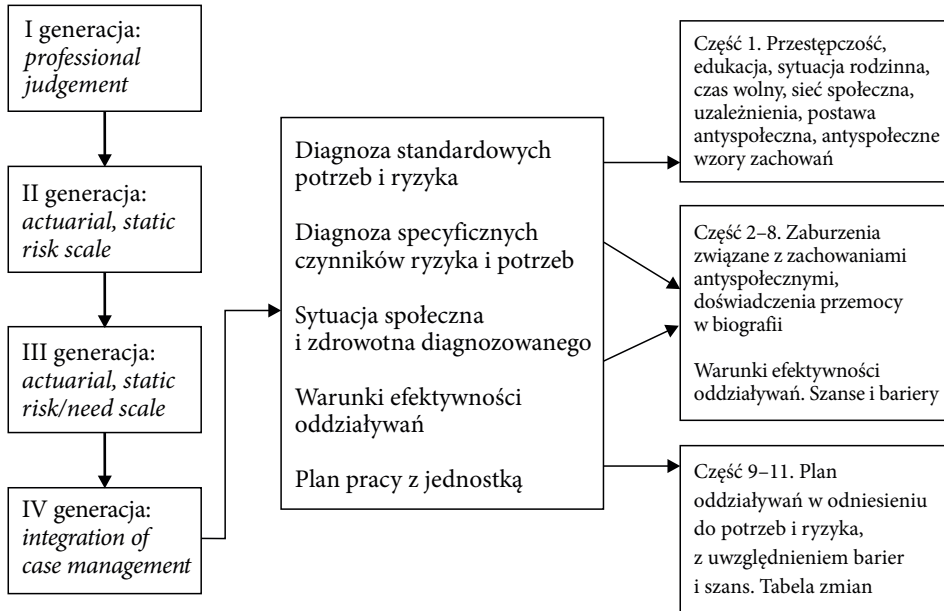 I generacja:
professional
judgement
II generacja:
actuarial, static
risk scale
III generacja:
actuarial, static
risk/need scale
IV generacja:
integration of
case management
Diagnoza standardowych
potrzeb i ryzyka
Diagnoza specyficznych
czynników ryzyka i potrzeb
Sytuacja społeczna
i zdrowotna diagnozowanego
Warunki efektywności
oddziaływań
Plan pracy z jednostką
Część 1. Przestępczość,
edukacja, sytuacja rodzinna,
czas wolny, sieć społeczna,
uzależnienia, postawa
antyspołeczna, antyspołeczne
wzory zachowań
Część 2–8. Zaburzenia
związane z zachowaniami
antyspołecznymi,
doświadczenia przemocy
w biografii
Warunki efektywności
oddziaływań. Szanse i bariery
Część 9–11. Plan
oddziaływań w odniesieniu
do potrzeb i ryzyka,
z uwzględnieniem barier
i szans. Tabela zmian